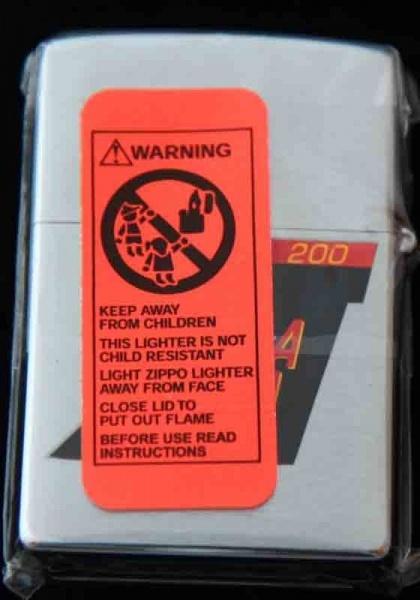 WARNING
200
KEEP AWAY
FROM CHILDREN
THIS LIGHTER IS NOT
CHILD RESISTANT
LIGHT ZIPPO LIGHTER
AWAY FROM FACE
CLOSE LID TO
PUT OUT FLAME
BEFORE USE READ
INSTRUCTIONS